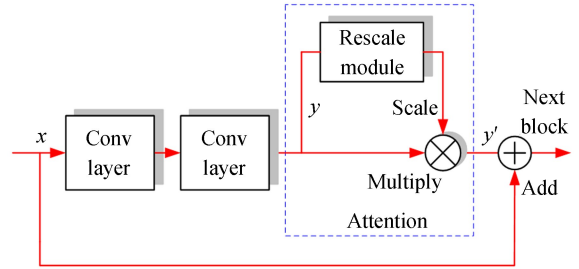 Rescale
module
x
Conv
layer
Conv
layer
y
Scale
Multiply
Attention
y′
Next
block
Add